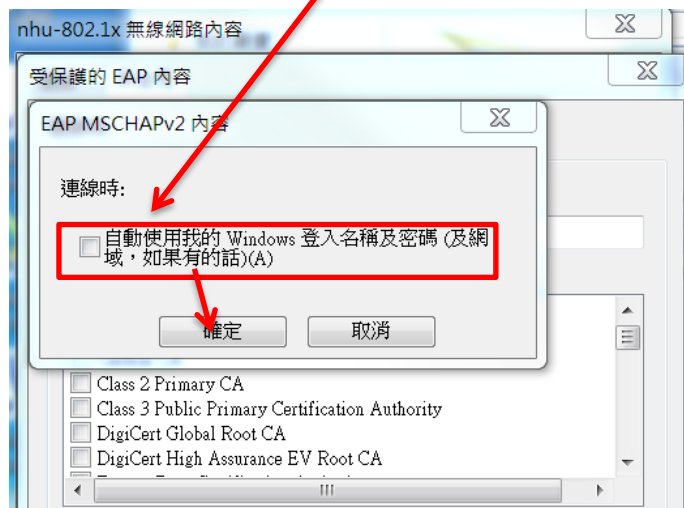 nhu-802.1x 無線網路內容
受保護的 EAP 內容
EAP MSCHAPv2 內容
連線時:
自動使用我的 Windows 登入名稱及密碼 (及網
域，如果有的話)(A)
確定
取消
Class 2 Primary CA
Class 3 Public Primary Certification Authority
DigiCert Global Root CA
DigiCert High Assurance EV Root CA